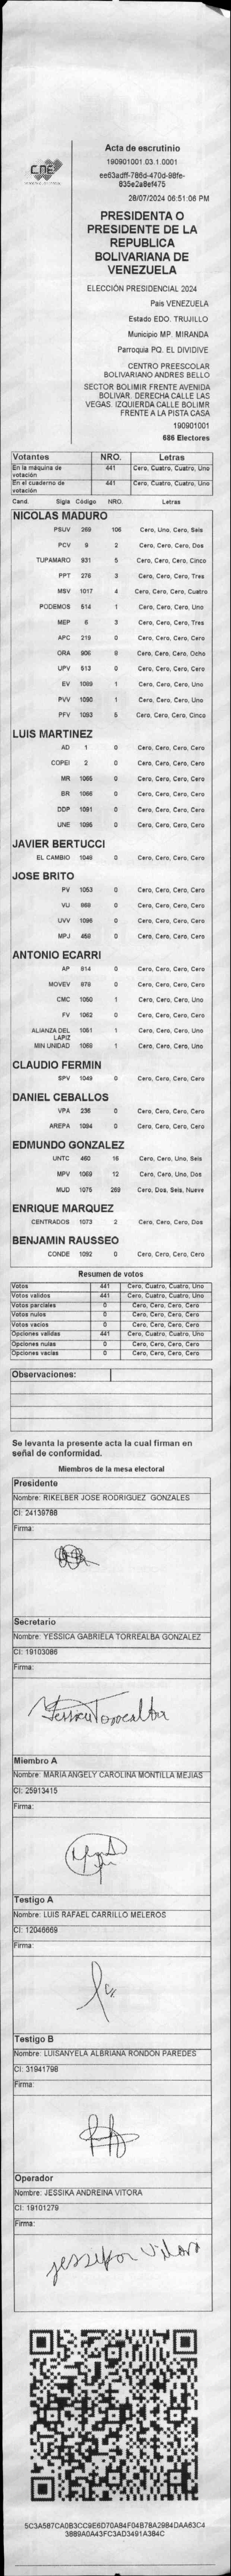 Acta de escrutinio
190901001.03.1.0001
ee63adff-786d-470d-98fe-
835e2a8ef475
28/07/2024 06:51:06 PM
CNE
PRESIDENTA O
PRESIDENTE DE LA
REPUBLICA
BOLIVARIANA DE
VENEZUELA
ELECCIÓN PRESIDENCIAL 2024
País VENEZUELA
Estado EDO. TRUJILLO
Municipio MP. MIRANDA
Parroquia PQ. EL DIVIDIVE
CENTRO PREESCOLAR
BOLIVARIANO ANDRES BELLO
SECTOR BOLIMIR FRENTE AVENIDA
BOLIVAR. DERECHA CALLE LAS
VEGAS. IZQUIERDA CALLE BOLIMIR
FRENTE A LA PISTA CASA
190901001
686 Electores
Votantes NRO. Letras
En la máquina de votación 441 Cero, Cuatro, Cuatro, Uno
En el cuaderno de votación 441 Cero, Cuatro, Cuatro, Uno
Cand. Sigla Código NRO. Letras
NICOLAS MADURO
PSUV 269 106 Cero, Uno, Cero, Seis
PCV 9 2 Cero, Cero, Cero, Dos
TUPAMARO 931 5 Cero, Cero, Cero, Cinco
PPT 276 3 Cero, Cero, Cero, Tres
MSV 1017 4 Cero, Cero, Cero, Cuatro
PODEMOS 514 1 Cero, Cero, Cero, Uno
MEP 6 3 Cero, Cero, Cero, Tres
APC 219 0 Cero, Cero, Cero, Cero
ORA 906 8 Cero, Cero, Cero, Ocho
UPV 513 0 Cero, Cero, Cero, Cero
EV 1089 1 Cero, Cero, Cero, Uno
PVV 1090 1 Cero, Cero, Cero, Uno
PFV 1093 5 Cero, Cero, Cero, Cinco
LUIS MARTINEZ
AD 1 0 Cero, Cero, Cero, Cero
COPEI 2 0 Cero, Cero, Cero, Cero
MR 1065 0 Cero, Cero, Cero, Cero
BR 1066 0 Cero, Cero, Cero, Cero
DDP 1091 0 Cero, Cero, Cero, Cero
UNE 1095 0 Cero, Cero, Cero, Cero
JAVIER BERTUCCI
EL CAMBIO 1046 0 Cero, Cero, Cero, Cero
JOSE BRITO
PV 1053 0 Cero, Cero, Cero, Cero
VU 969 0 Cero, Cero, Cero, Cero
UVV 1096 0 Cero, Cero, Cero, Cero
MPJ 459 0 Cero, Cero, Cero, Cero
ANTONIO ECARRI
AP 914 0 Cero, Cero, Cero, Cero
MOVEV 979 0 Cero, Cero, Cero, Cero
CMC 1050 1 Cero, Cero, Cero, Uno
FV 1052 0 Cero, Cero, Cero, Cero
ALIANZA DEL LAPIZ 1051 1 Cero, Cero, Cero, Uno
MIN UNIDAD 1069 1 Cero, Cero, Cero, Uno
CLAUDIO FERMIN
SPV 1049 0 Cero, Cero, Cero, Cero
DANIEL CEBALLOS
VPA 236 0 Cero, Cero, Cero, Cero
AREPA 1094 0 Cero, Cero, Cero, Cero
EDMUNDO GONZALEZ
UNTC 460 16 Cero, Cero, Uno, Seis
MPV 1069 12 Cero, Cero, Uno, Dos
MUD 1075 269 Cero, Dos, Seis, Nueve
ENRIQUE MARQUEZ
CENTRADOS 1073 2 Cero, Cero, Cero, Dos
BENJAMIN RAUSSEO
CONDE 1092 0 Cero, Cero, Cero, Cero
Resumen de votos
Votos 441 Cero, Cuatro, Cuatro, Uno
Votos validos 441 Cero, Cuatro, Cuatro, Uno
Votos parciales 0 Cero, Cero, Cero, Cero
Votos nulos 0 Cero, Cero, Cero, Cero
Votos vacios 0 Cero, Cero, Cero, Cero
Opciones validas 441 Cero, Cuatro, Cuatro, Uno
Opciones nulas 0 Cero, Cero, Cero, Cero
Opciones vacias 0 Cero, Cero, Cero, Cero
Observaciones:
Se levanta la presente acta la cual firman en
señal de conformidad.
Miembros de la mesa electoral
Presidente
Nombre: RIKELBER JOSE RODRIGUEZ GONZALES
CI: 24139788
Firma:
Secretario
Nombre: YESSICA GABRIELA TORREALBA GONZALEZ
CI: 19103086
Firma:
Yessica Torrealba
Miembro A
Nombre: MARIA ANGELY CAROLINA MONTILLA MEJIAS
CI: 25913415
Firma:
Testigo A
Nombre: LUIS RAFAEL CARRILLO MELEROS
CI: 12046669
Firma:
Testigo B
Nombre: LUISANYELA ALBRIANA RONDON PAREDES
CI: 31941798
Firma:
Operador
Nombre: JESSIKA ANDREINA VITORA
CI: 19101279
Firma:
jessika Vitora
5C3A587CA0B3CC9E6D70A84F04B78A2984DAA63C4
3B89A0A43FC3AD3491A384C